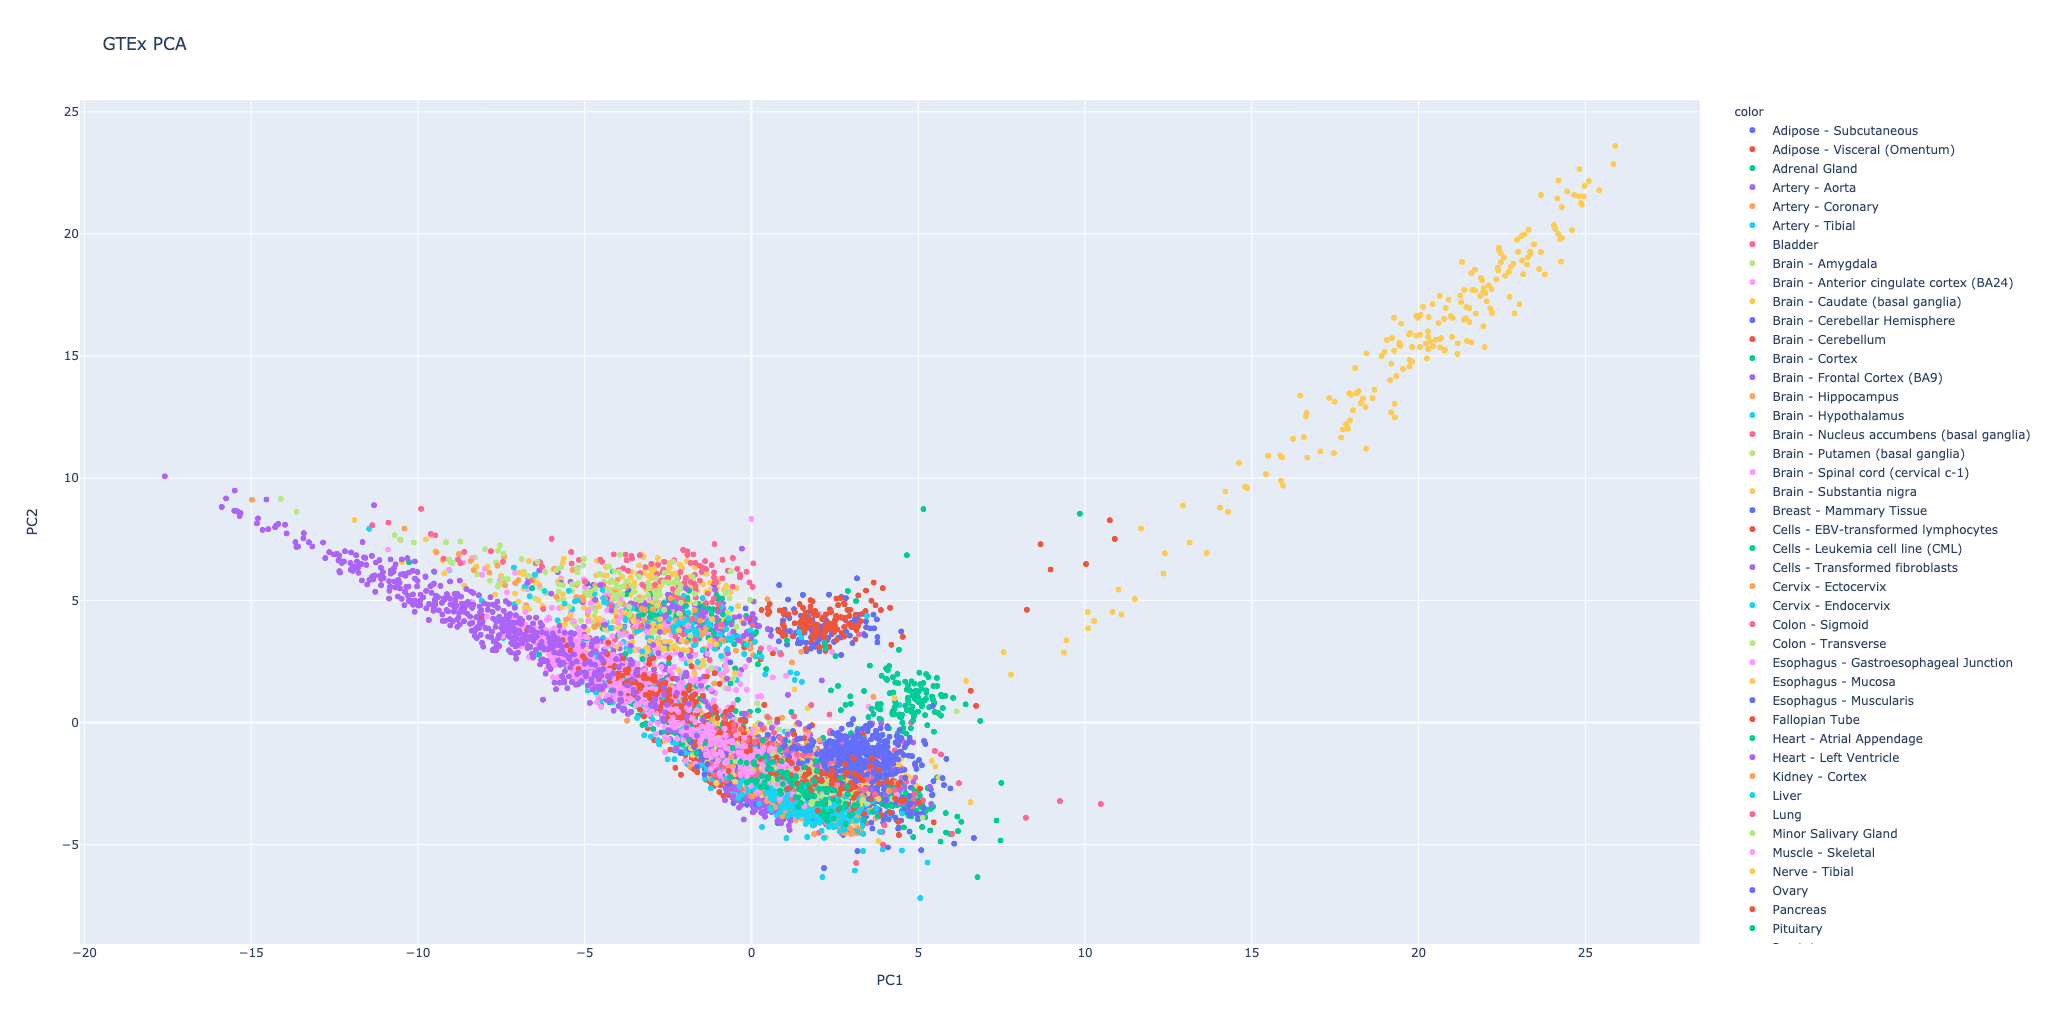 GTEx PCA
25
20
15
10
5
0
−5
PC2
−20
−15
−10
−5
0
5
10
15
20
25
PC1
color
Adipose - Subcutaneous
Adipose - Visceral (Omentum)
Adrenal Gland
Artery - Aorta
Artery - Coronary
Artery - Tibial
Bladder
Brain - Amygdala
Brain - Anterior cingulate cortex (BA24)
Brain - Caudate (basal ganglia)
Brain - Cerebellar Hemisphere
Brain - Cerebellum
Brain - Cortex
Brain - Frontal Cortex (BA9)
Brain - Hippocampus
Brain - Hypothalamus
Brain - Nucleus accumbens (basal ganglia)
Brain - Putamen (basal ganglia)
Brain - Spinal cord (cervical c-1)
Brain - Substantia nigra
Breast - Mammary Tissue
Cells - EBV-transformed lymphocytes
Cells - Leukemia cell line (CML)
Cells - Transformed fibroblasts
Cervix - Ectocervix
Cervix - Endocervix
Colon - Sigmoid
Colon - Transverse
Esophagus - Gastroesophageal Junction
Esophagus - Mucosa
Esophagus - Muscularis
Fallopian Tube
Heart - Atrial Appendage
Heart - Left Ventricle
Kidney - Cortex
Liver
Lung
Minor Salivary Gland
Muscle - Skeletal
Nerve - Tibial
Ovary
Pancreas
Pituitary